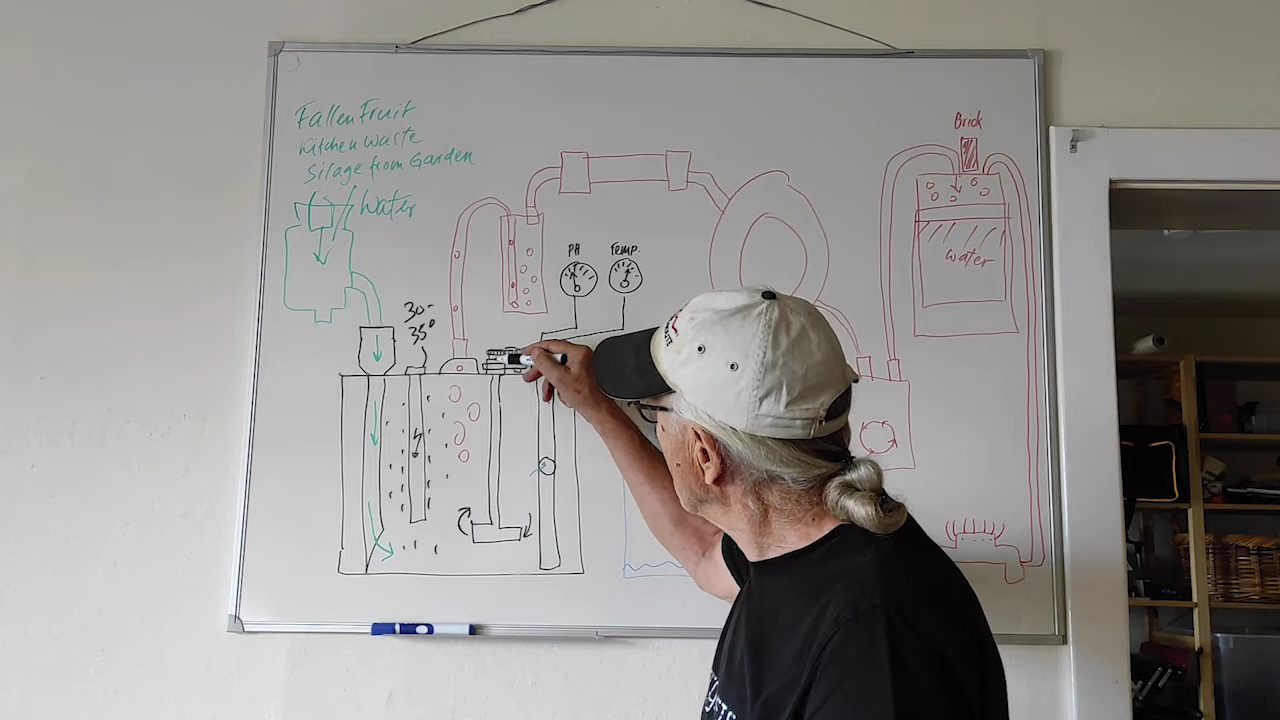 Fallen Fruit
Kitchen Waste
Silage from Garden
Water
30-
35°
PH
Temp.
Brick
water